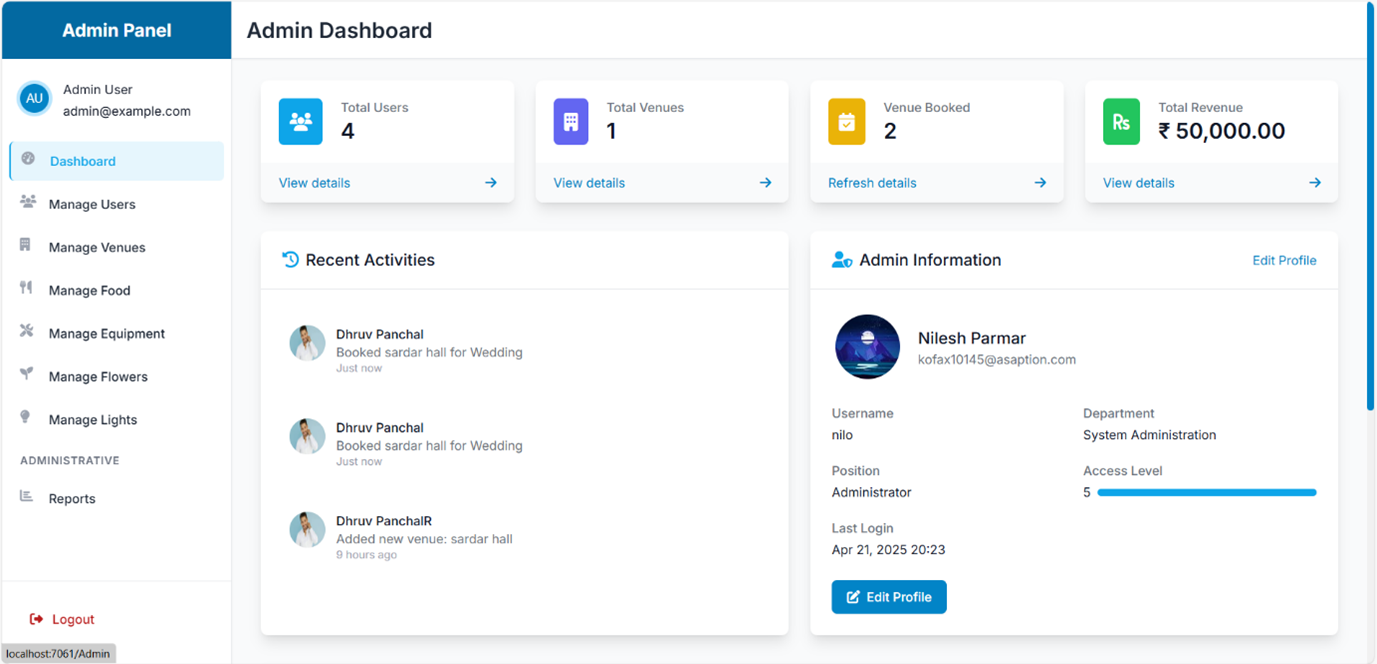 Admin Panel
Admin Dashboard
AU
Admin User
admin@example.com
Dashboard
Manage Users
Manage Venues
Manage Food
Manage Equipment
Manage Flowers
Manage Lights
ADMINISTRATIVE
Reports
Logout
localhost:7061/Admin
Total Users
4
View details
Total Venues
1
View details
Venue Booked
2
Refresh details
Rs
Total Revenue
₹ 50,000.00
View details
Recent Activities
Dhruv Panchal
Booked sardar hall for Wedding
Just now
Dhruv Panchal
Booked sardar hall for Wedding
Just now
Dhruv PanchalR
Added new venue: sardar hall
9 hours ago
Admin Information
Edit Profile
Nilesh Parmar
kofax10145@asaption.com
Username
nilo
Department
System Administration
Position
Administrator
Access Level
5
Last Login
Apr 21, 2025 20:23
Edit Profile